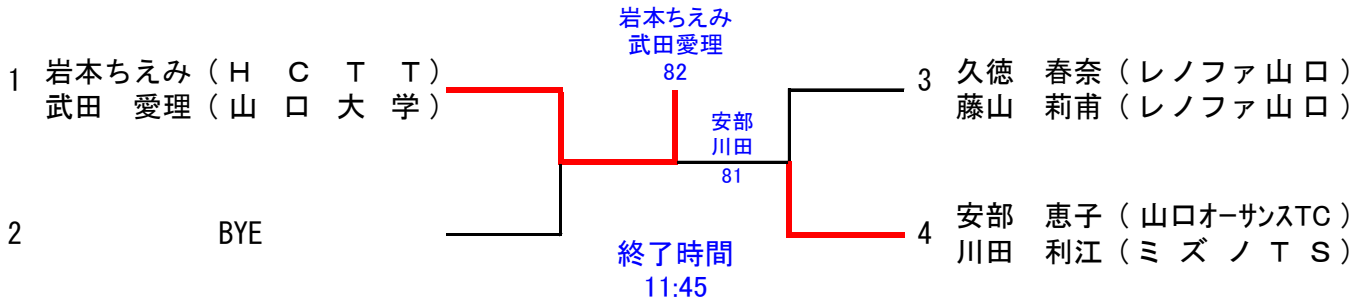 岩本ちえみ
武田愛理
82
1 岩本ちえみ（Ｈ　Ｃ　Ｔ　Ｔ）
武田　愛理（山　口　大　学）
3 久徳　春奈（レノファ山口）
藤山　莉甫（レノファ山口）
安部
川田
81
2 BYE
4 安部　恵子（山口オーサンスTC）
川田　利江（ミ　ズ　ノ　Ｔ　Ｓ）
終了時間
11:45